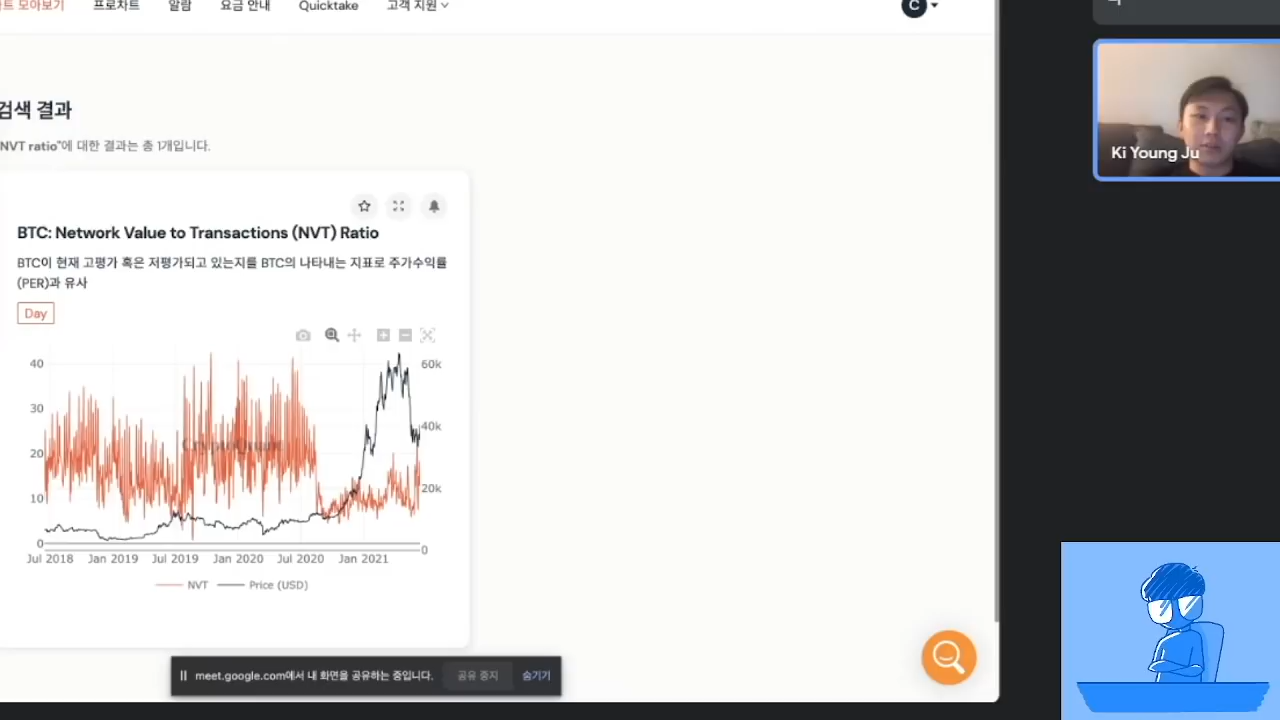 트 모아보기 프로차트 알람 요금 안내 Quicktake 고객 지원
C
검색 결과
NVT ratio"에 대한 결과는 총 1개입니다.
BTC: Network Value to Transactions (NVT) Ratio
BTC이 현재 고평가 혹은 저평가되고 있는지를 BTC의 나타내는 지표로 주가수익률
(PER)과 유사
Day
40 60k
30
40k
20
20k
10
0 0
Jul 2018 Jan 2019 Jul 2019 Jan 2020 Jul 2020 Jan 2021
CryptoQuant
NVT Price (USD)
meet.google.com에서 내 화면을 공유하는 중입니다. 공유 중지 숨기기
Ki Young Ju